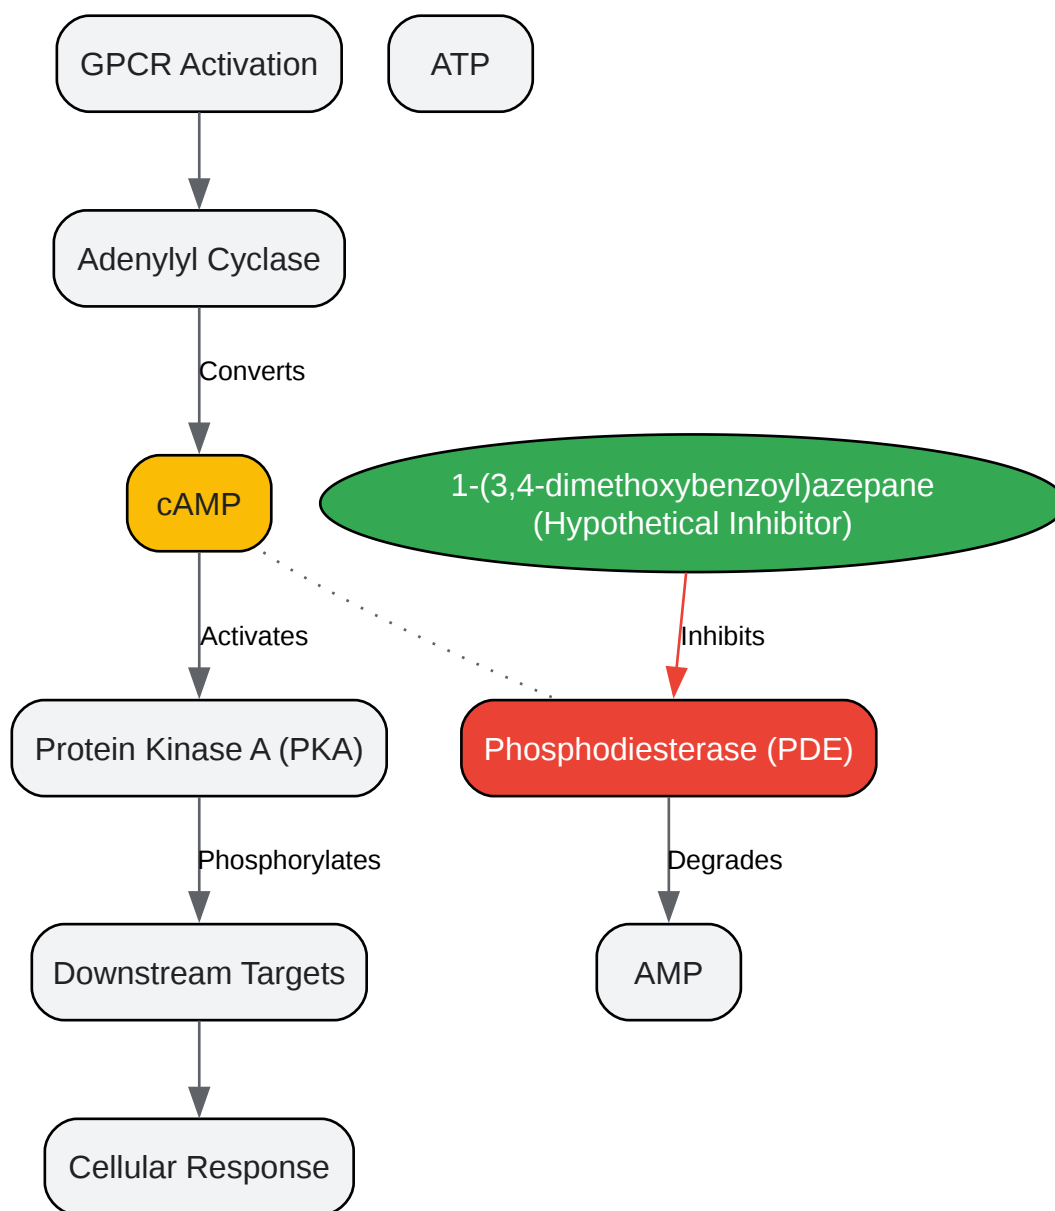 GPCR Activation
ATP
Adenylyl Cyclase
Converts
cAMP
1-(3,4-dimethoxybenzoyl)azepane
(Hypothetical Inhibitor)
Activates
Inhibits
Protein Kinase A (PKA)
Phosphodiesterase (PDE)
Phosphorylates
Degrades
Downstream Targets
AMP
Cellular Response